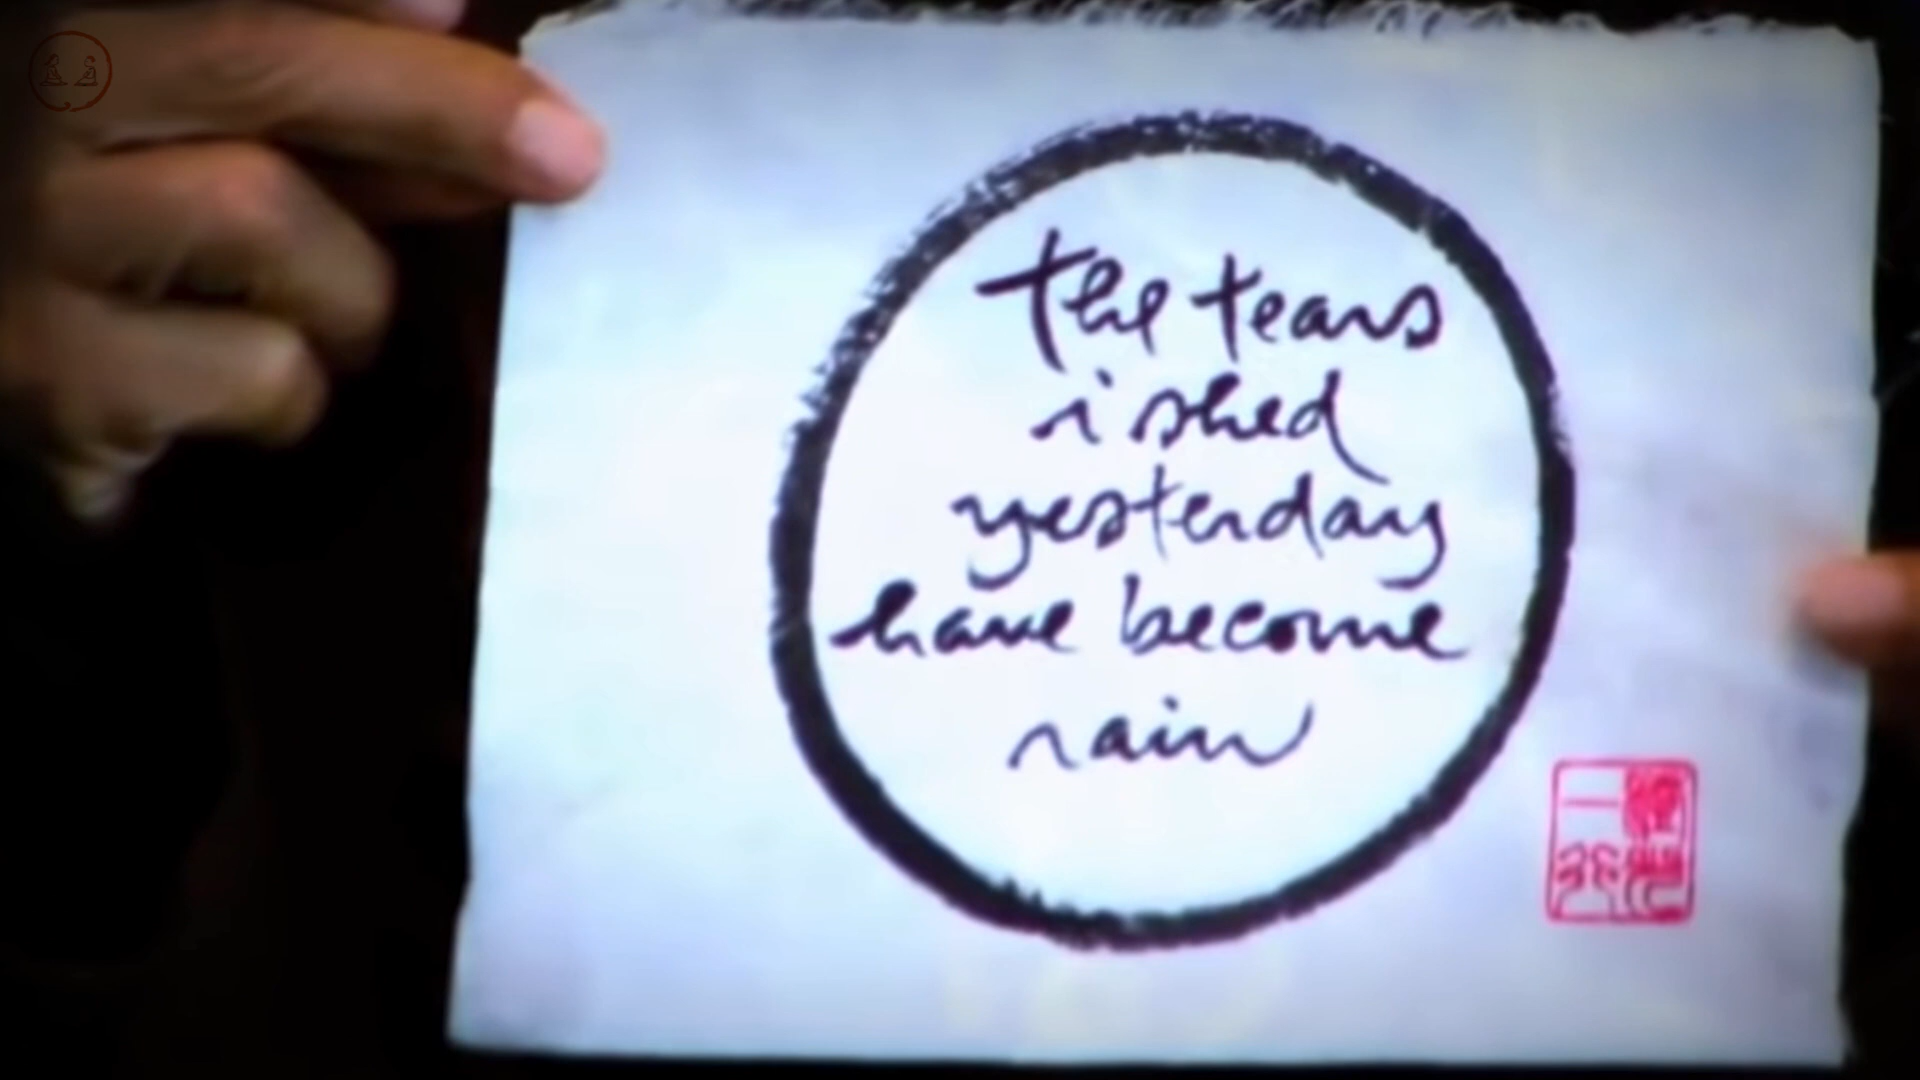 the tears
i shed
yesterday
have become
rain